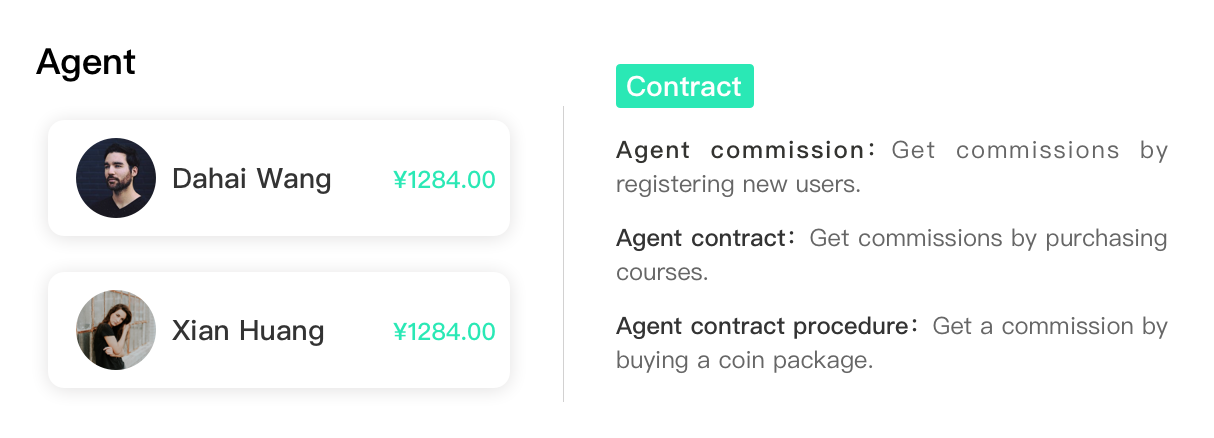 Agent
Dahai Wang
¥1284.00
Xian Huang
¥1284.00
Contract
Agent commission：Get commissions by
registering new users.
Agent contract：Get commissions by purchasing
courses.
Agent contract procedure：Get a commission by
buying a coin package.